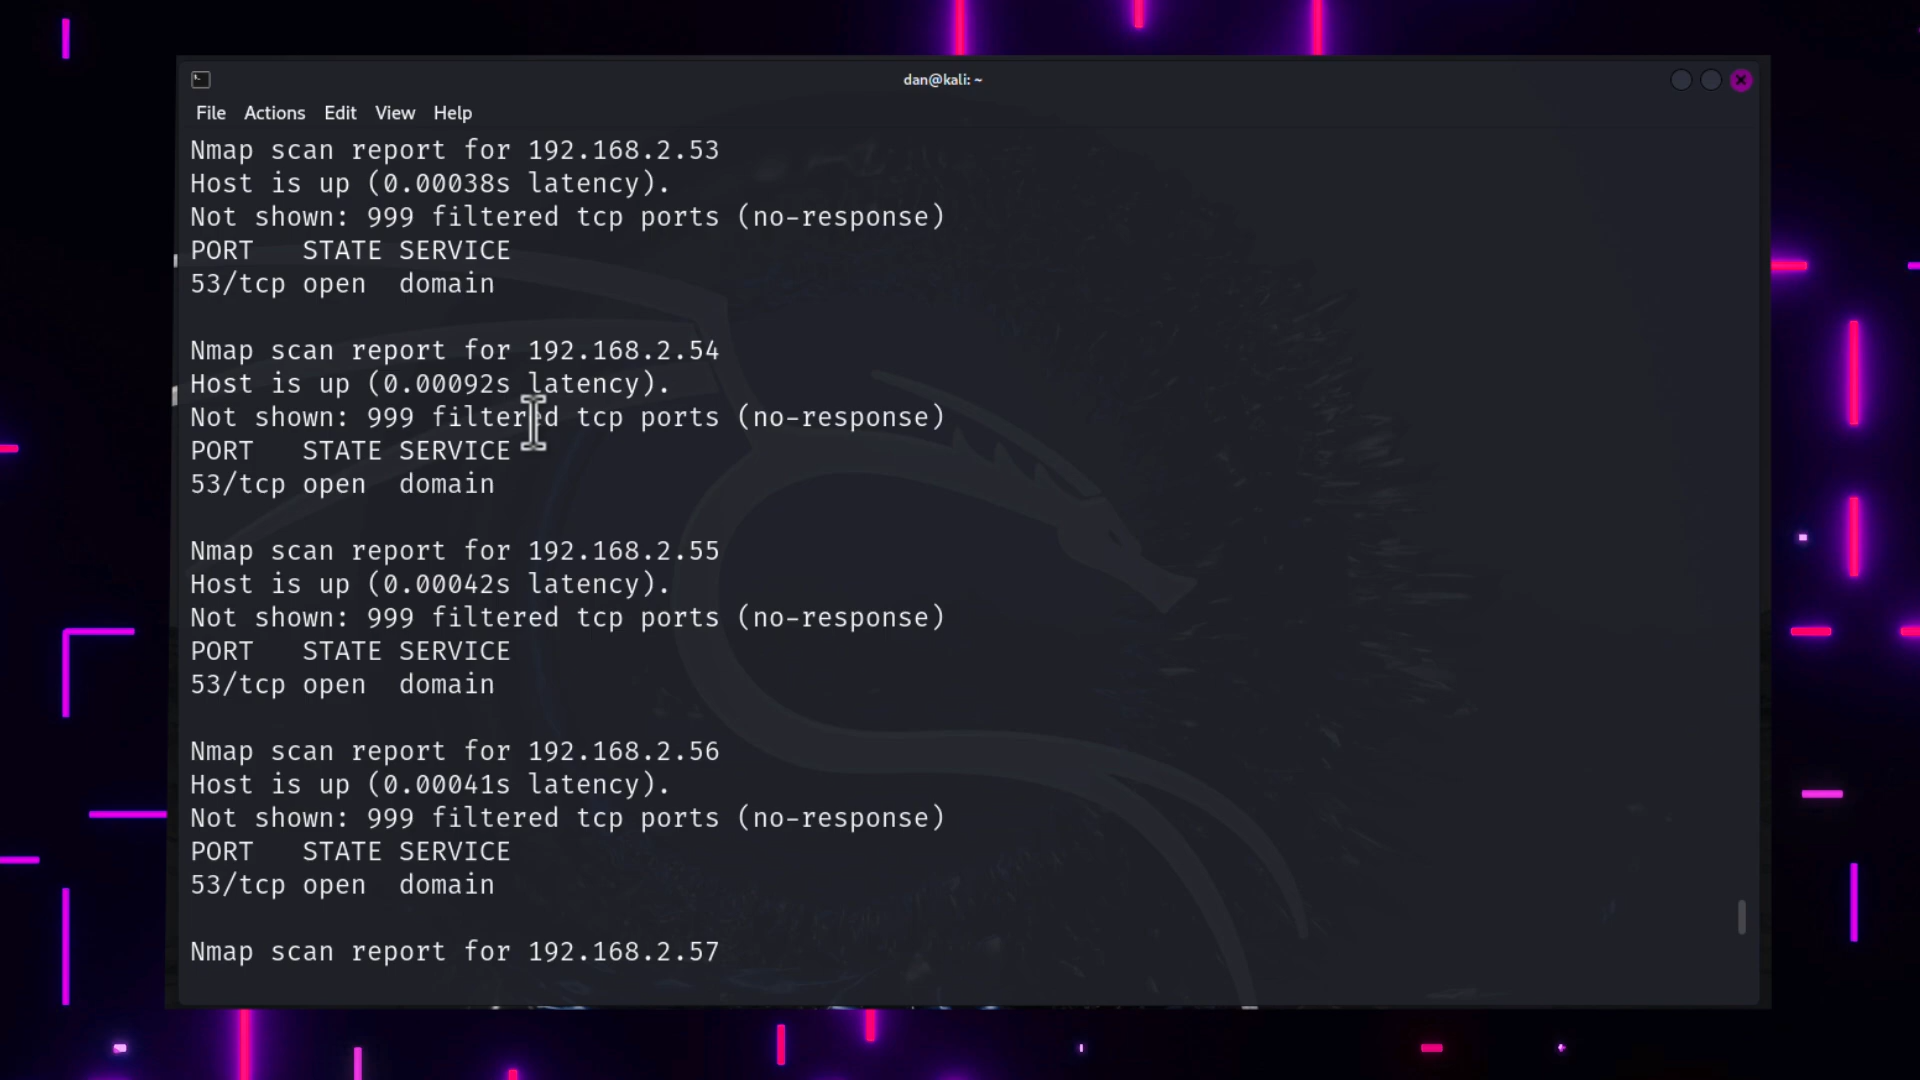 dan@kali: ~
File Actions Edit View Help
Nmap scan report for 192.168.2.53
Host is up (0.00038s latency).
Not shown: 999 filtered tcp ports (no-response)
PORT   STATE SERVICE
53/tcp open  domain
Nmap scan report for 192.168.2.54
Host is up (0.00092s latency).
Not shown: 999 filtered tcp ports (no-response)
PORT   STATE SERVICE
53/tcp open  domain
Nmap scan report for 192.168.2.55
Host is up (0.00042s latency).
Not shown: 999 filtered tcp ports (no-response)
PORT   STATE SERVICE
53/tcp open  domain
Nmap scan report for 192.168.2.56
Host is up (0.00041s latency).
Not shown: 999 filtered tcp ports (no-response)
PORT   STATE SERVICE
53/tcp open  domain
Nmap scan report for 192.168.2.57